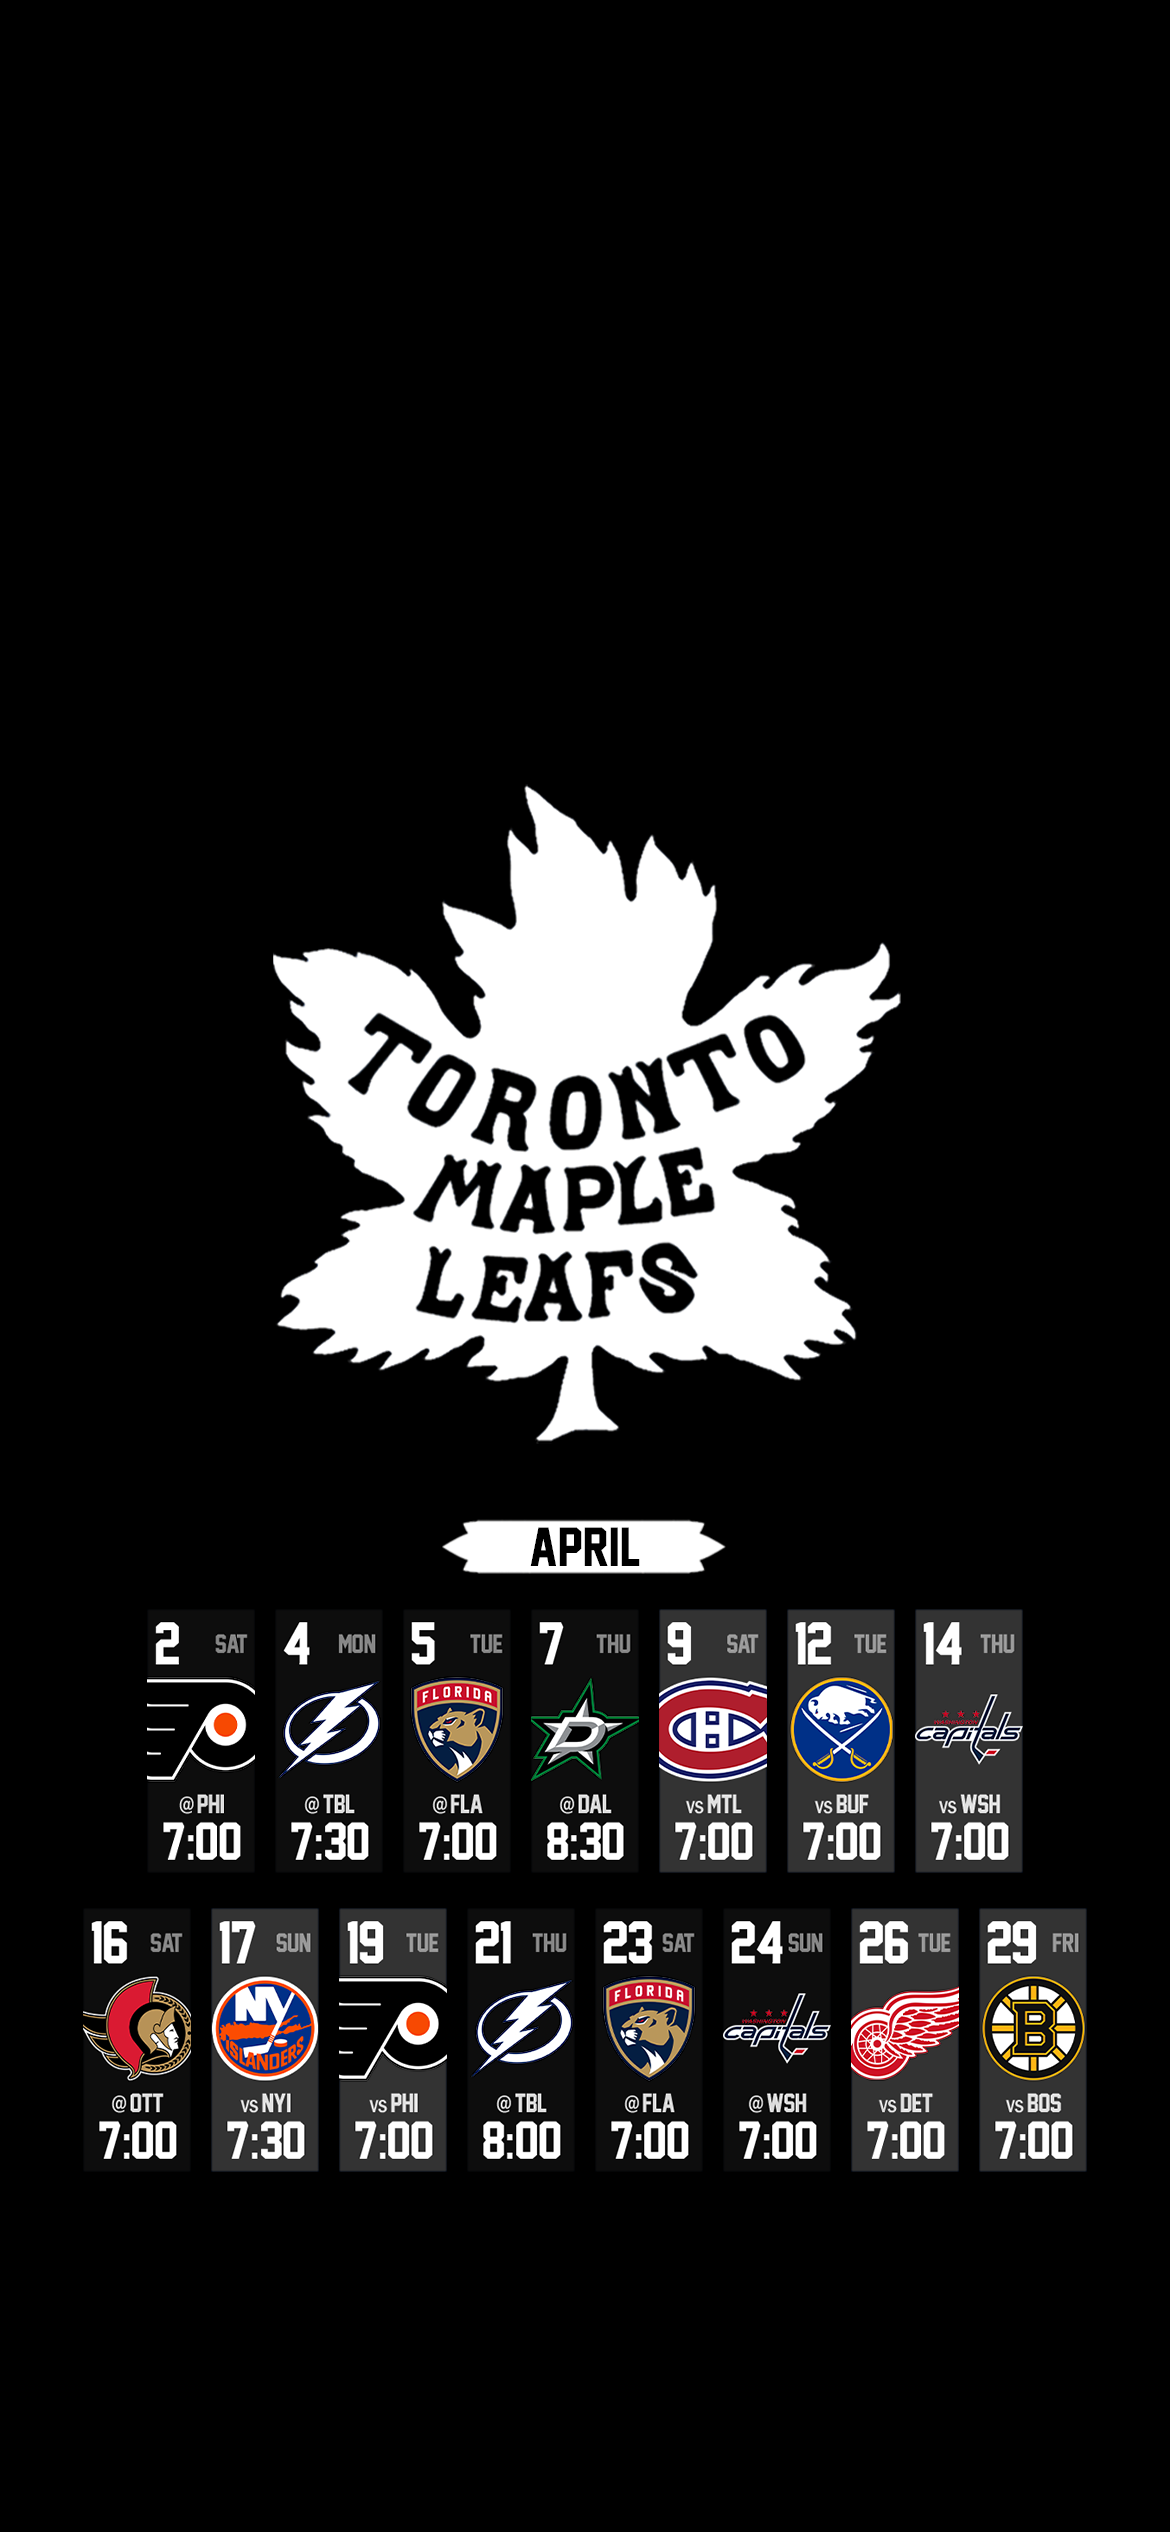 TORONTO
MAPLE
LEAFS
APRIL
2 SAT 4 MON 5 TUE 7 THU 9 SAT 12 TUE 14 THU
FLORIDA
WASHINGTON
capitals
@ PHI @ TBL @ FLA @ DAL vs MTL vs BUF vs WSH
7:00 7:30 7:00 8:30 7:00 7:00 7:00
16 SAT 17 SUN 19 TUE 21 THU 23 SAT 24 SUN 26 TUE 29 FRI
NY
ISLANDERS
FLORIDA
WASHINGTON
capitals
B
@ OTT vs NYI vs PHI @ TBL @ FLA @ WSH vs DET vs BOS
7:00 7:30 7:00 8:00 7:00 7:00 7:00 7:00